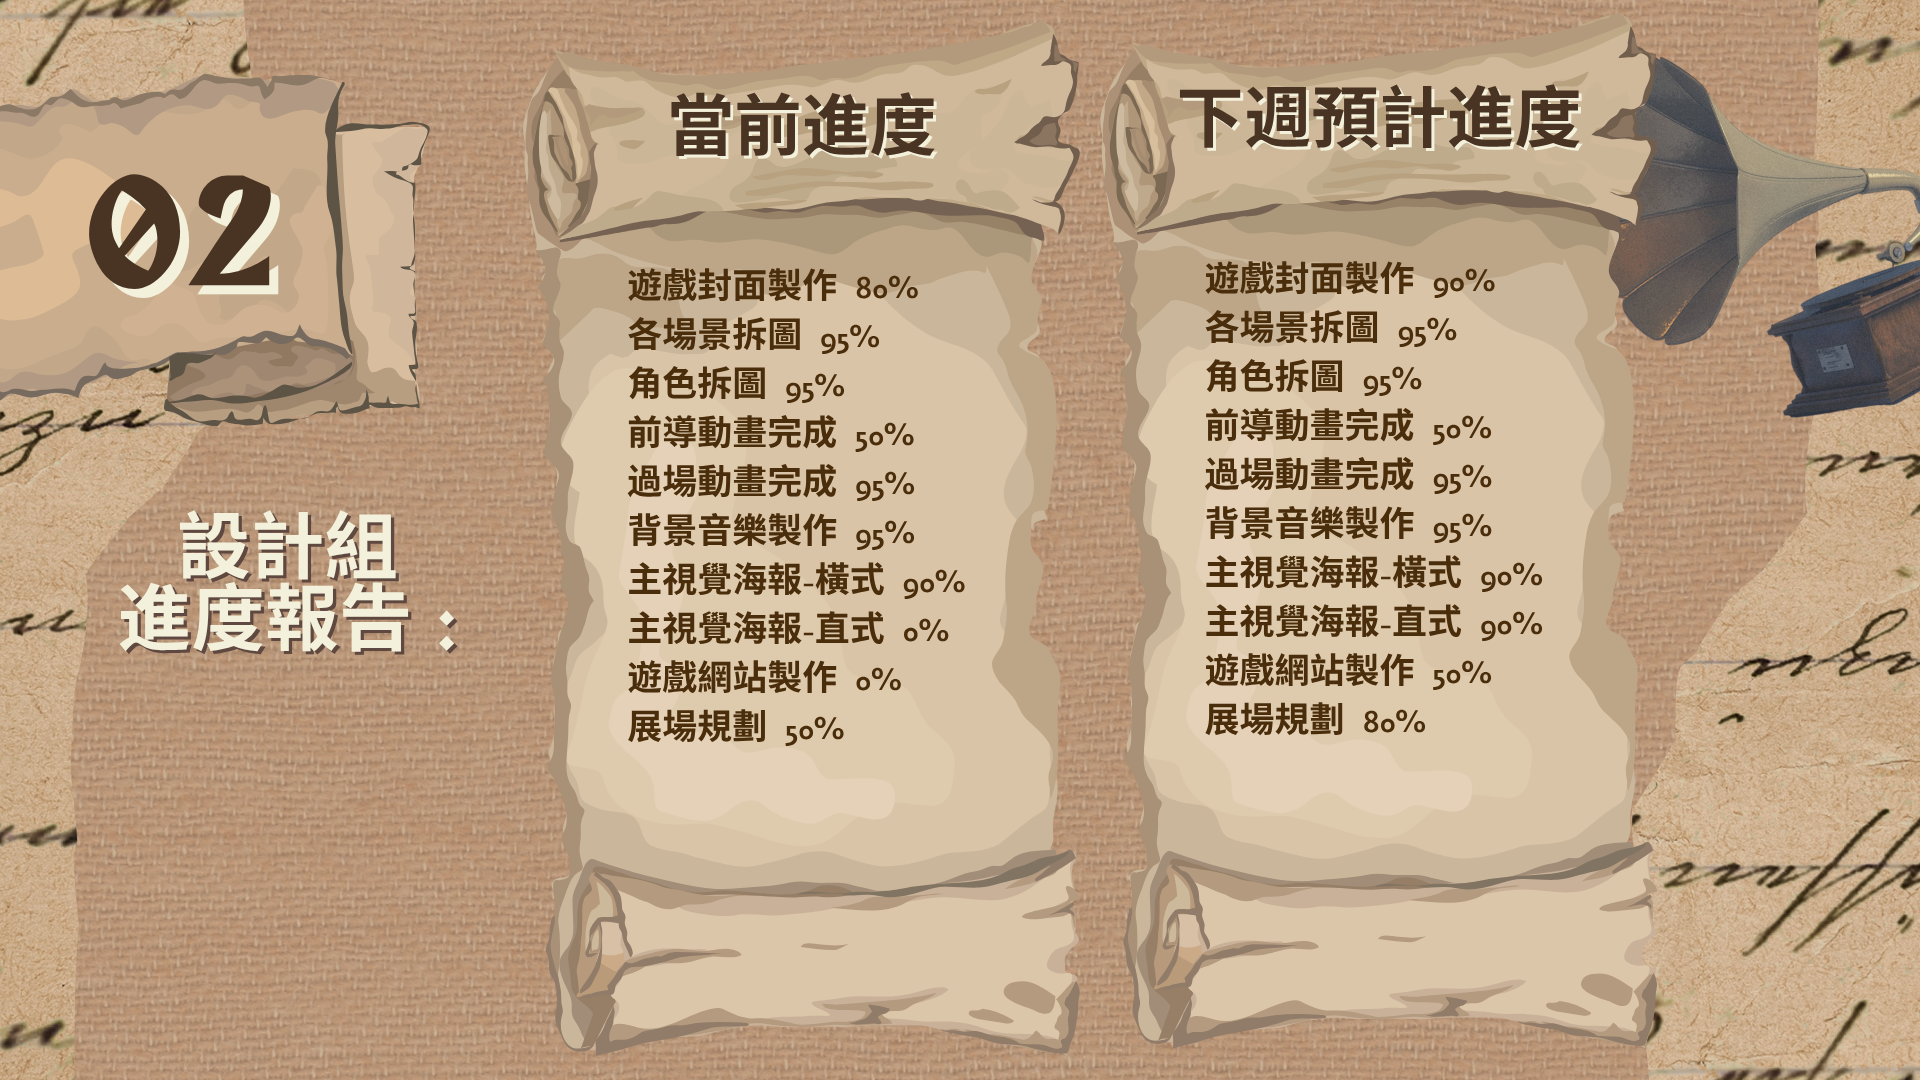 02
設計組
進度報告：
當前進度
遊戲封面製作 80%
各場景拆圖 95%
角色拆圖 95%
前導動畫完成 50%
過場動畫完成 95%
背景音樂製作 95%
主視覺海報-橫式 90%
主視覺海報-直式 0%
遊戲網站製作 0%
展場規劃 50%
下週預計進度
遊戲封面製作 90%
各場景拆圖 95%
角色拆圖 95%
前導動畫完成 50%
過場動畫完成 95%
背景音樂製作 95%
主視覺海報-橫式 90%
主視覺海報-直式 90%
遊戲網站製作 50%
展場規劃 80%